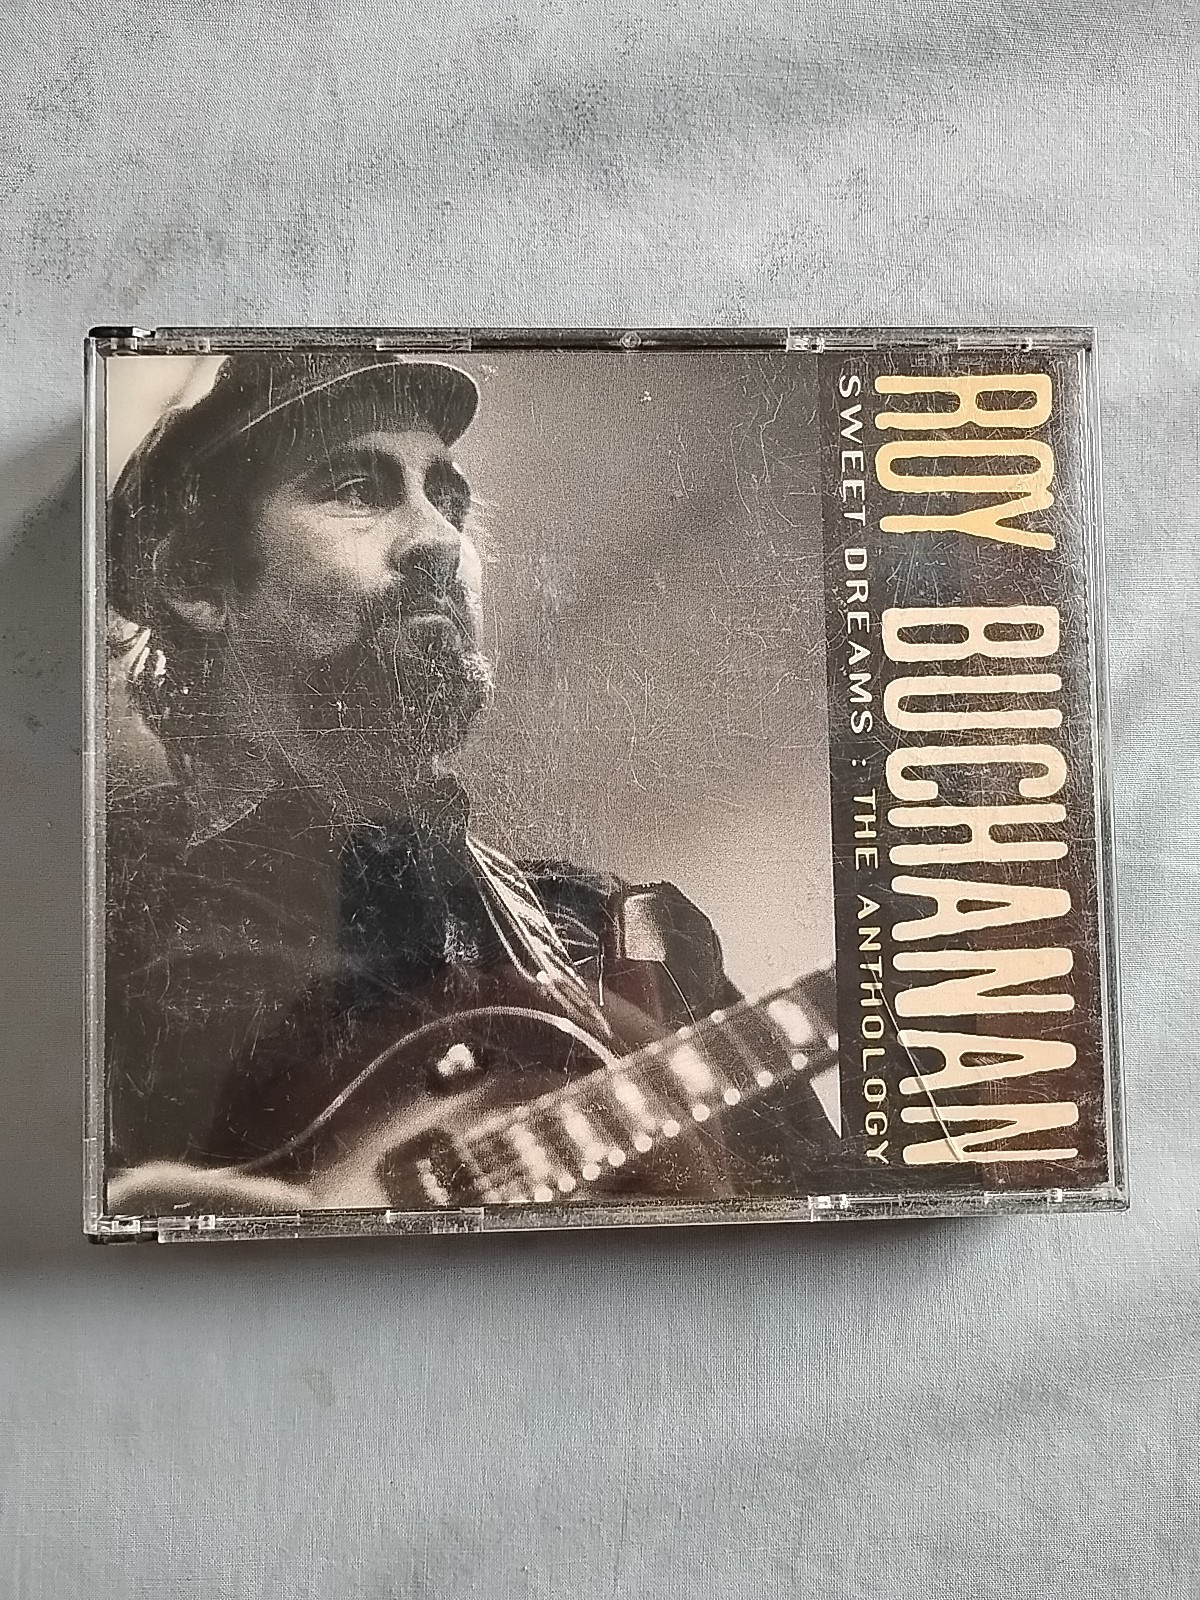 ROY BUCHANAN
SWEET DREAMS : THE ANTHOLOGY